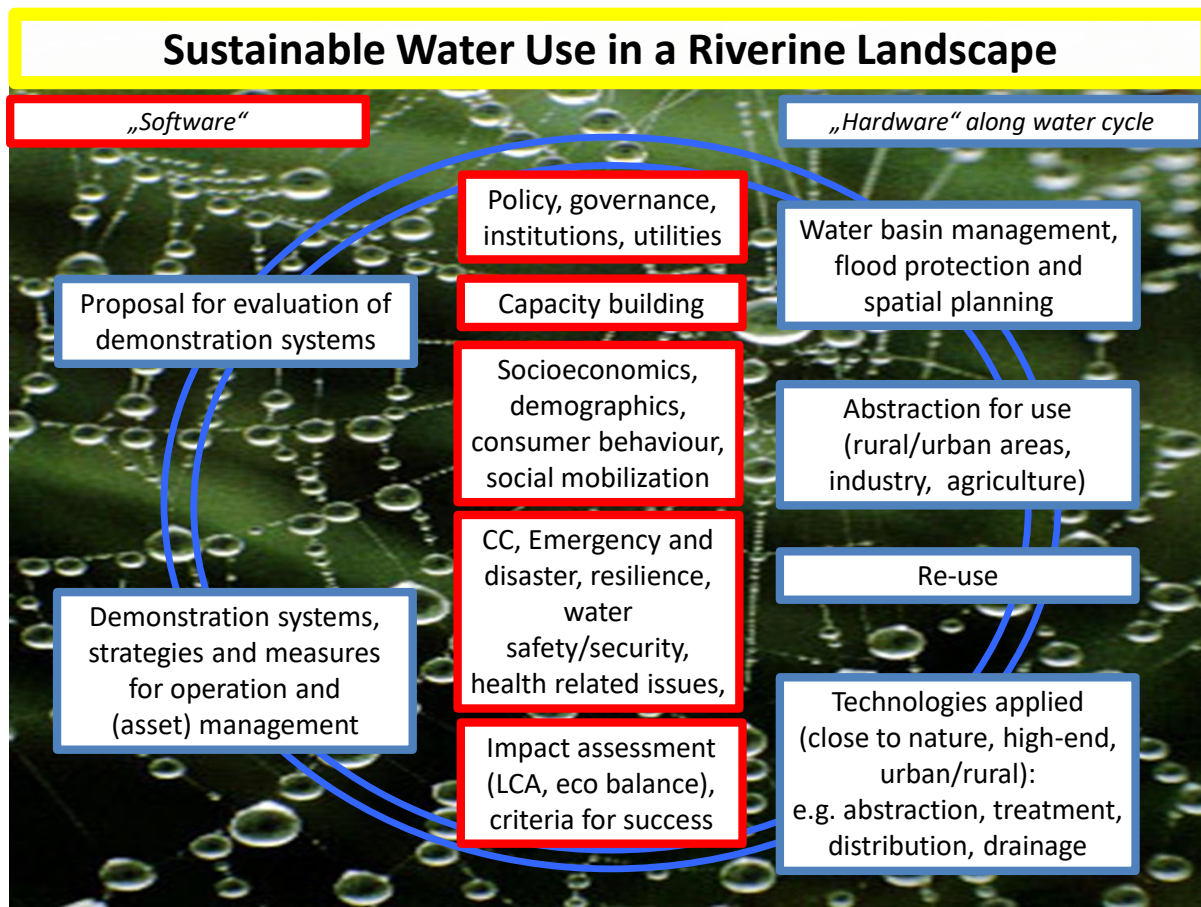 Sustainable Water Use in a Riverine Landscape
„Software“
„Hardware“ along water cycle
Policy, governance,
institutions, utilities
Capacity building
Socioeconomics,
demographics,
consumer behaviour,
social mobilization
CC, Emergency and
disaster, resilience,
water
safety/security,
health related issues,
Impact assessment
(LCA, eco balance),
criteria for success
Water basin management,
flood protection and
spatial planning
Abstraction for use
(rural/urban areas,
industry,  agriculture)
Re-use
Technologies applied
(close to nature, high-end,
urban/rural):
e.g. abstraction, treatment,
distribution, drainage
Demonstration systems,
strategies and measures
for operation and
(asset) management
Proposal for evaluation of
demonstration systems